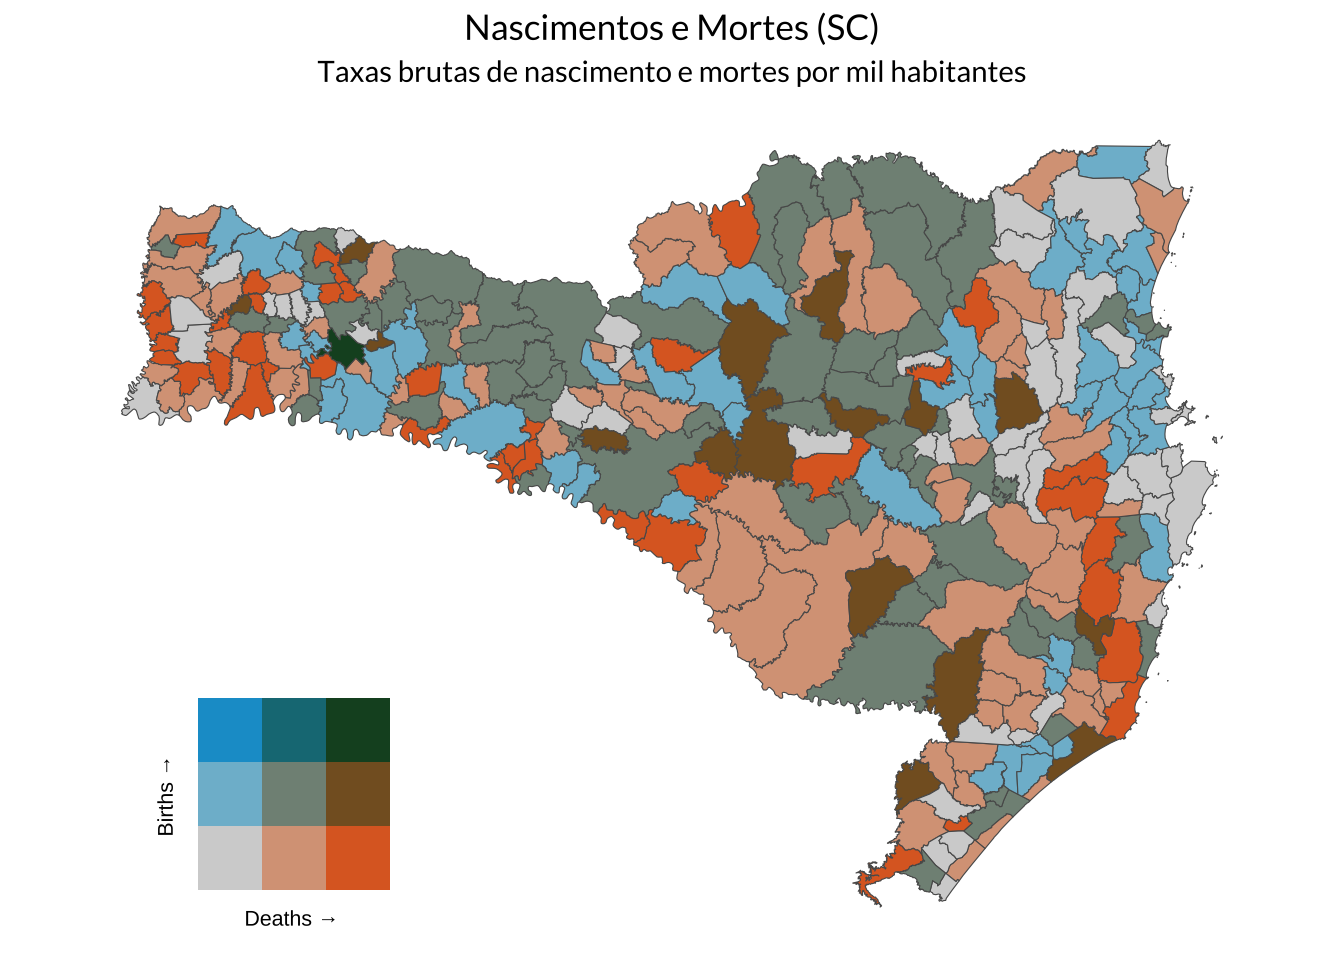 Nascimentos e Mortes (SC)
Taxas brutas de nascimento e mortes por mil habitantes
Births →
Deaths →